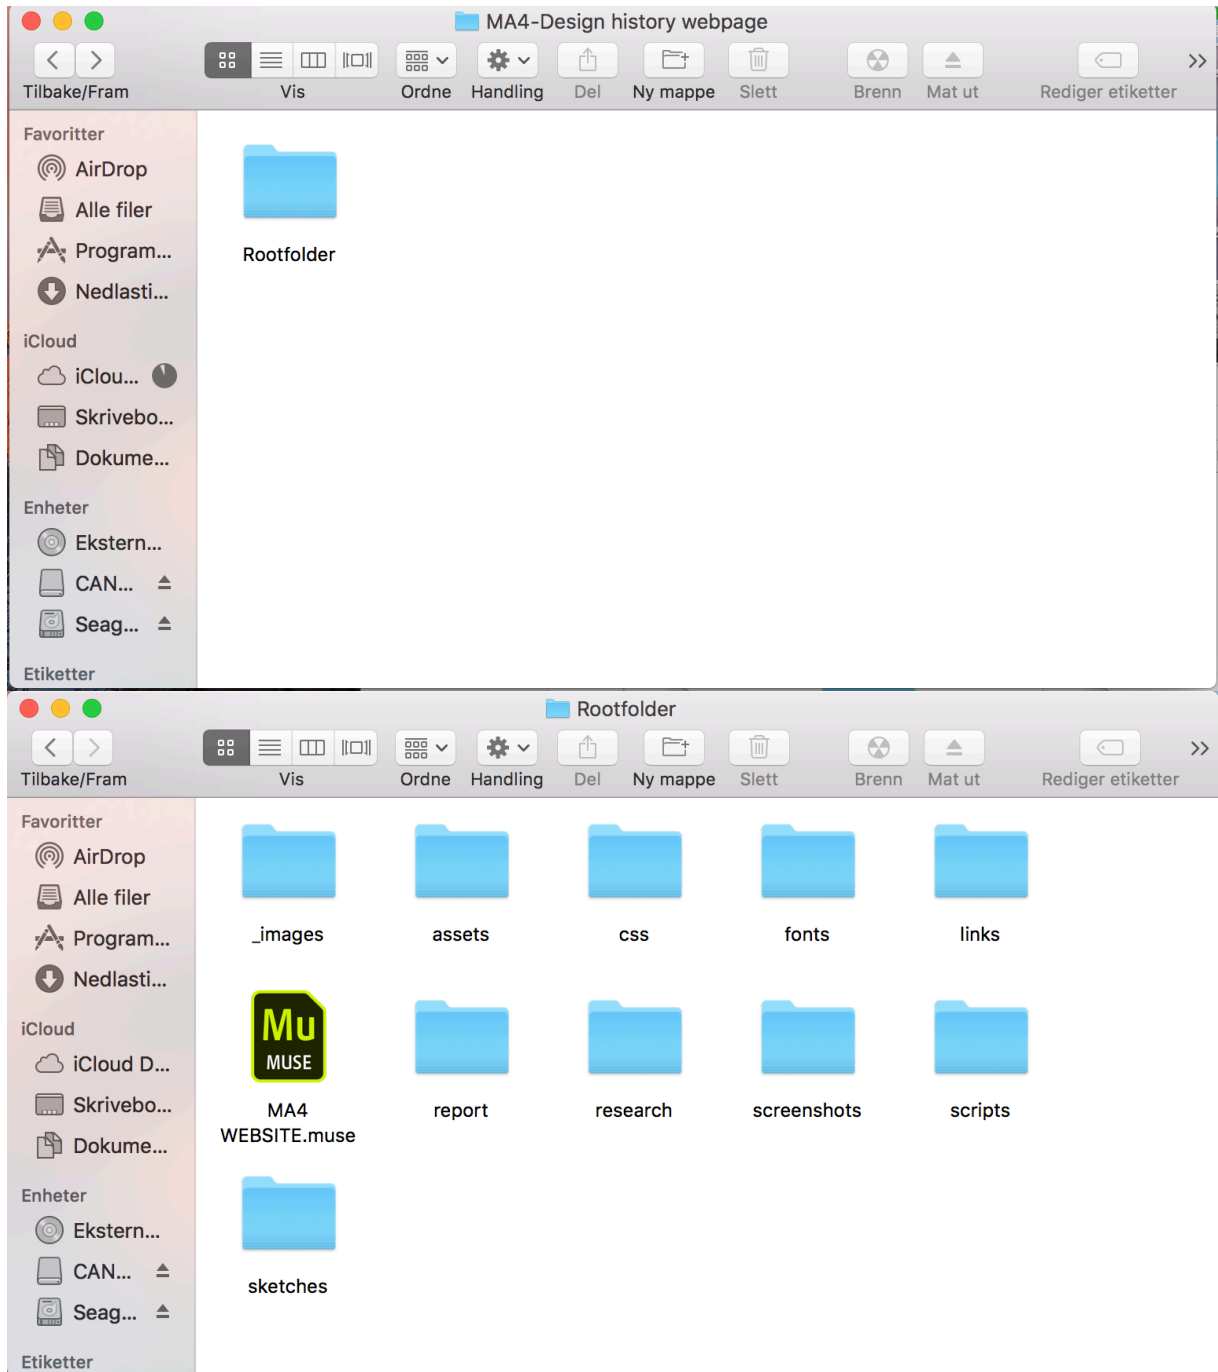 MA4-Design history webpage
Tilbake/Fram Vis Ordne Handling Del Ny mappe Slett Brenn Mat ut Rediger etiketter
Favoritter
AirDrop
Alle filer
Program...
Nedlasti...
iCloud
iClou...
Skrivebo...
Dokume...
Enheter
Ekstern...
CAN...
Seag...
Etiketter
Rootfolder
Rootfolder
Tilbake/Fram Vis Ordne Handling Del Ny mappe Slett Brenn Mat ut Rediger etiketter
Favoritter
AirDrop
Alle filer
Program...
Nedlasti...
iCloud
iCloud D...
Skrivebo...
Dokume...
Enheter
Ekstern...
CAN...
Seag...
Etiketter
_images assets css fonts links
Mu
MUSE
MA4 report research screenshots scripts
WEBSITE.muse
sketches